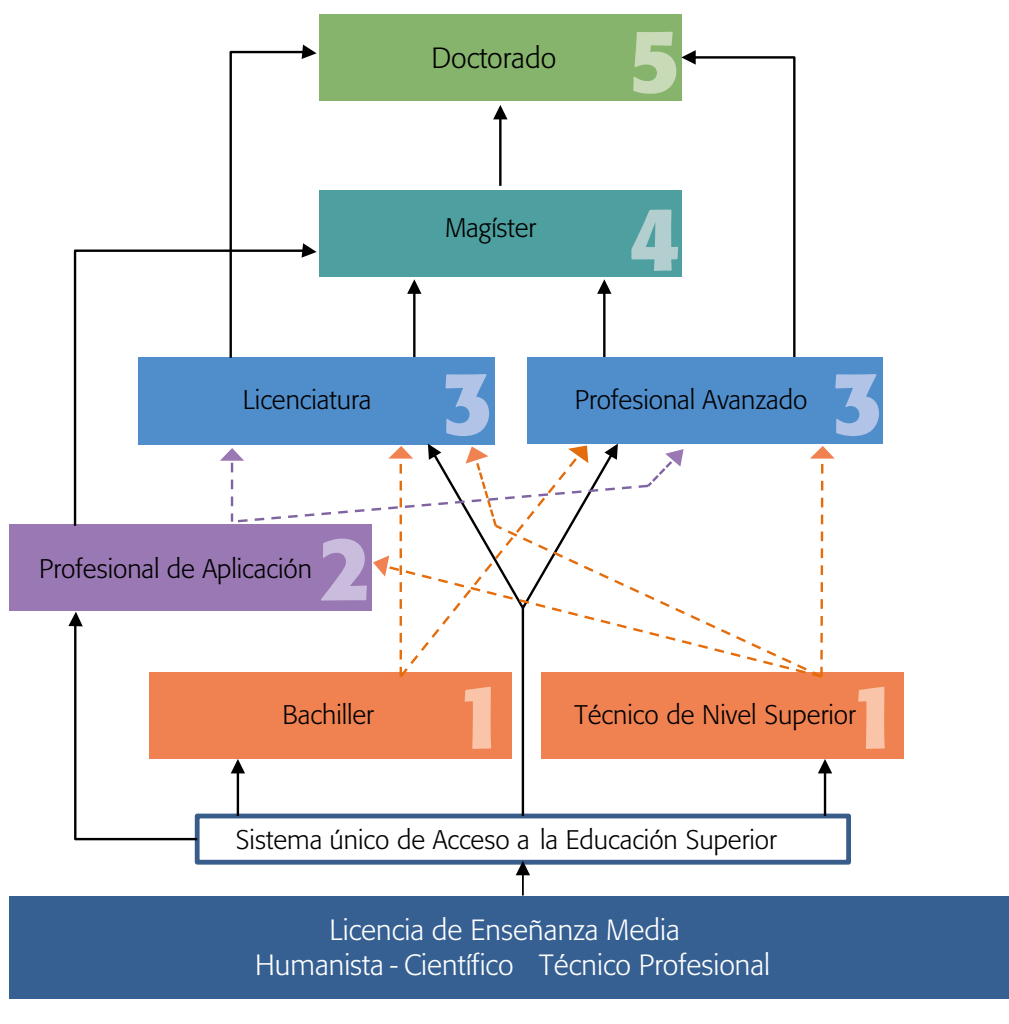 Doctorado 5
Magíster 4
Licenciatura 3
Profesional Avanzado 3
Profesional de Aplicación 2
Bachiller 1
Técnico de Nivel Superior 1
Sistema único de Acceso a la Educación Superior
Licencia de Enseñanza Media
Humanista - Científico Técnico Profesional